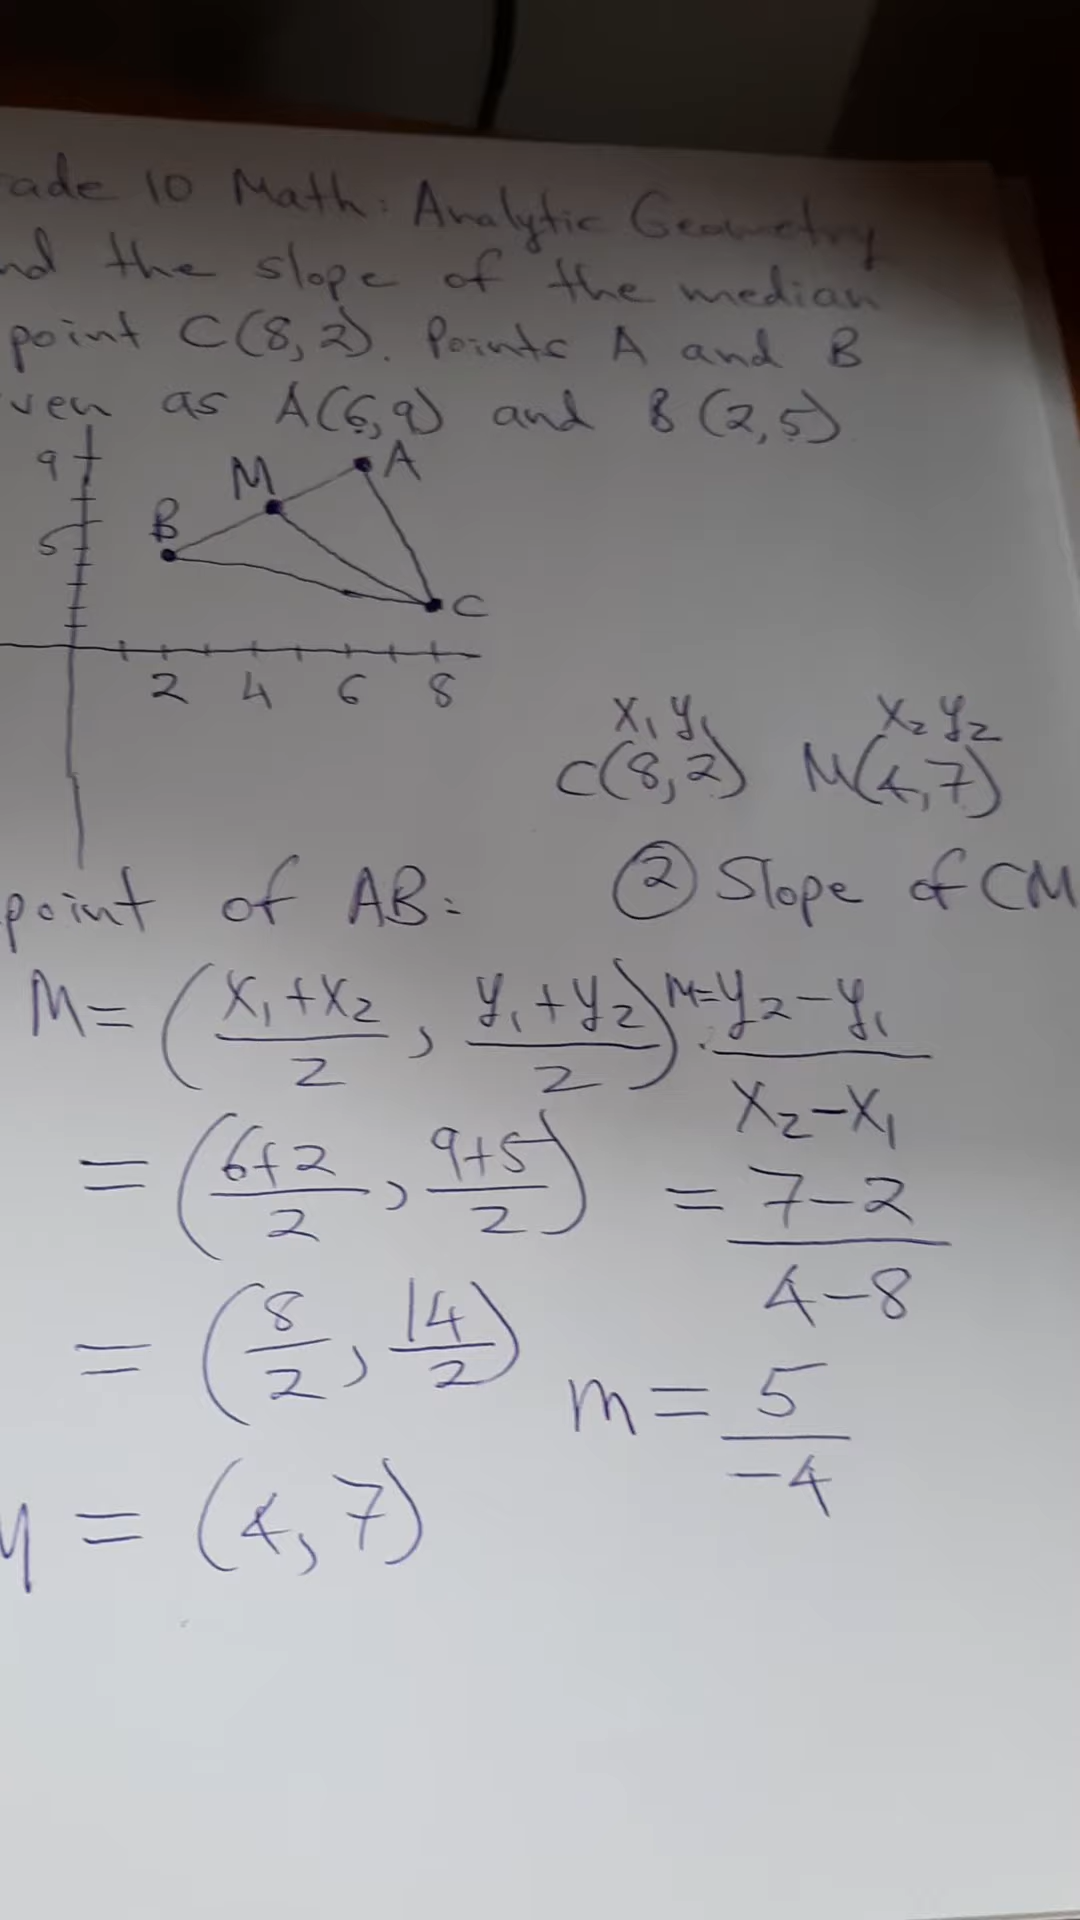 ade 10 Math: Analytic Geometry
nd the slope of the median
point C(8,2). Points A and B
ven as A(6,9) and B(2,5)
9
M
A
B
5
C
2 4 6 8
x₁ y₁ x₂ y₂
C(8,2) M(4,7)
point of AB: ② Slope of CM
M= (x₁+x₂/2, y₁+y₂/2) M=y₂-y₁/x₂-x₁
= (6+2/2, 9+5/2) = 7-2/4-8
= (8/2, 14/2) m= 5/-4
= (4,7)